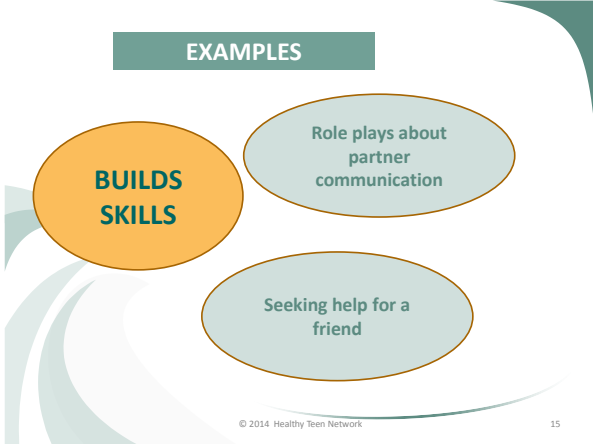 EXAMPLES
BUILDS
SKILLS
Role plays about
partner
communication
Seeking help for a
friend
© 2014 Healthy Teen Network
15